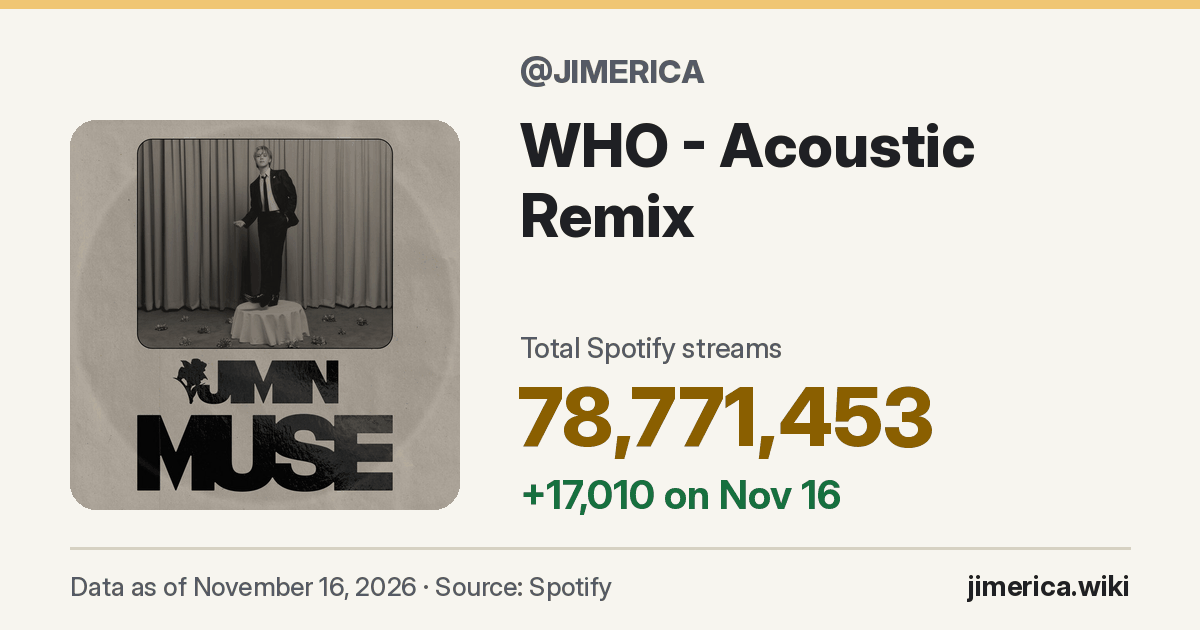 @JIMERICA
WHO - Acoustic
Remix
JMN
MUSE
Total Spotify streams
78,771,453
+17,010 on Nov 16
Data as of November 16, 2026 · Source: Spotify
jimerica.wiki